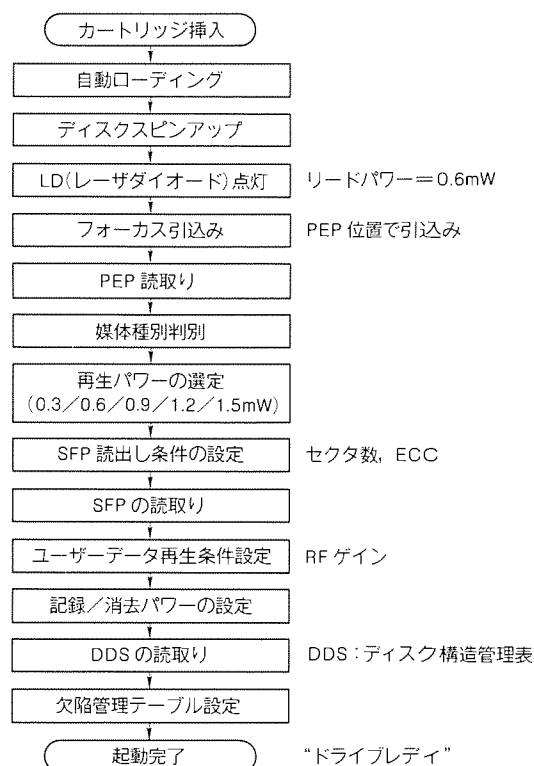 カートリッジ挿入
自動ローディング
ディスクスピンアップ
LD(レーザダイオード)点灯 リードパワー＝0.6mW
フォーカス引込み PEP 位置で引込み
PEP 読取り
媒体種別判別
再生パワーの選定
(0.3／0.6／0.9／1.2／1.5mW)
SFP 読出し条件の設定 セクタ数, ECC
SFP の読取り
ユーザーデータ再生条件設定 RF ゲイン
記録／消去パワーの設定
DDS の読取り DDS：ディスク構造管理表
欠陥管理テーブル設定
起動完了 “ドライブレディ”